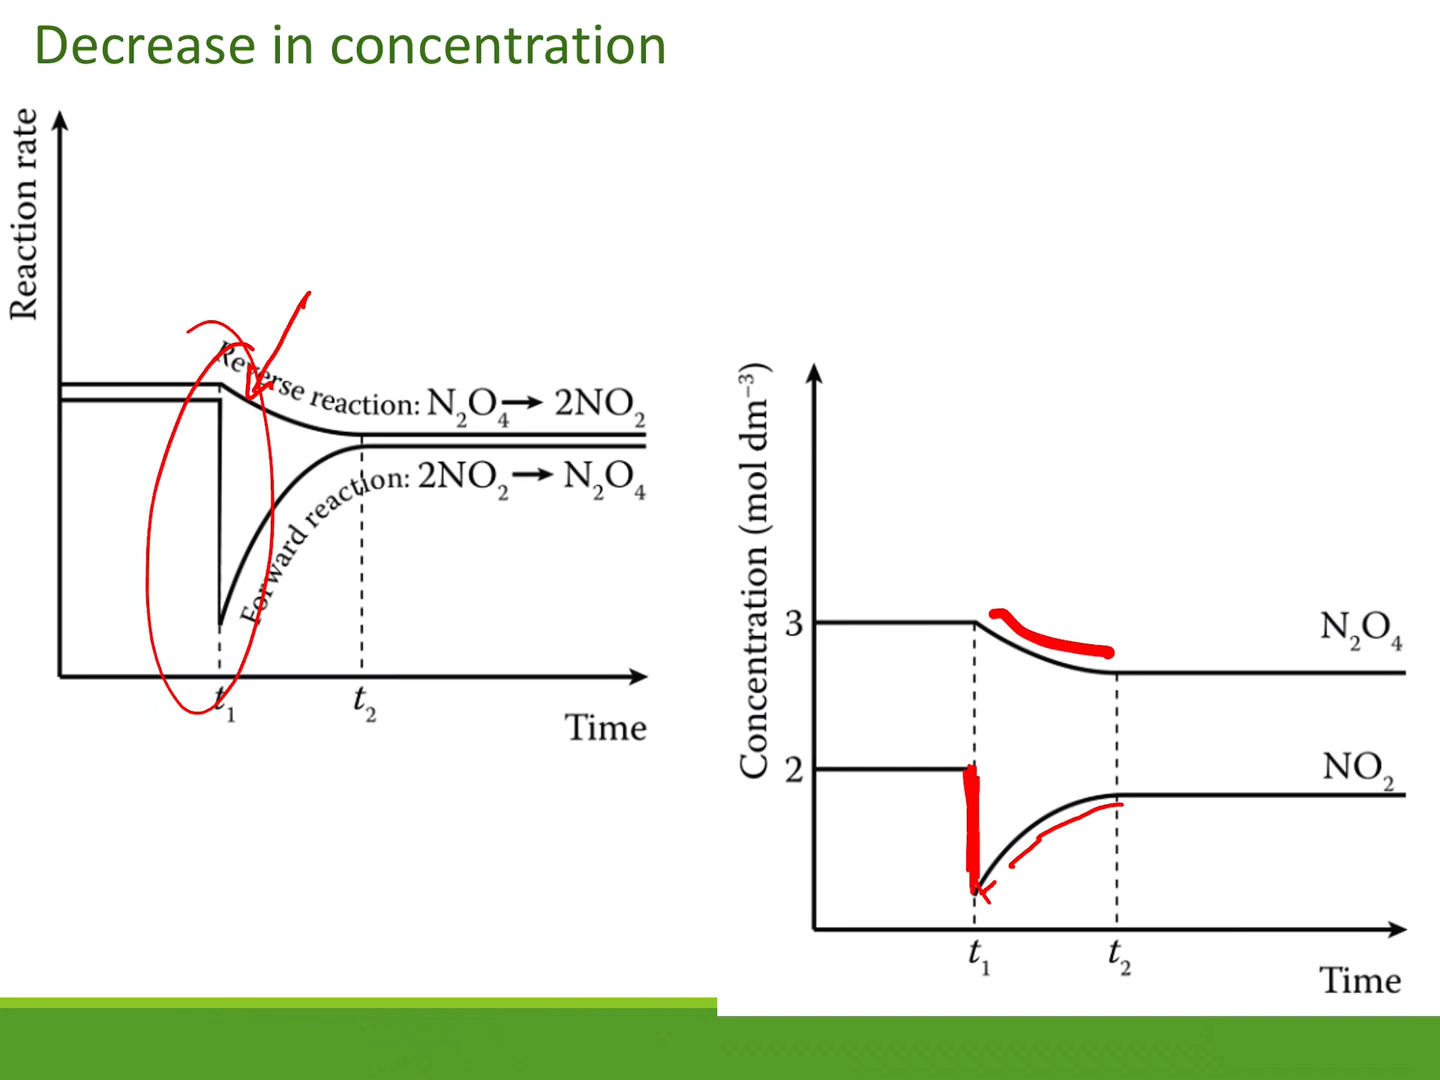 Decrease in concentration
Reaction rate
Reverse reaction: N₂O₄→ 2NO₂
Forward reaction: 2NO₂→ N₂O₄
t₁
t₂
Time
Concentration (mol dm⁻³)
3
N₂O₄
2
NO₂
t₁
t₂
Time